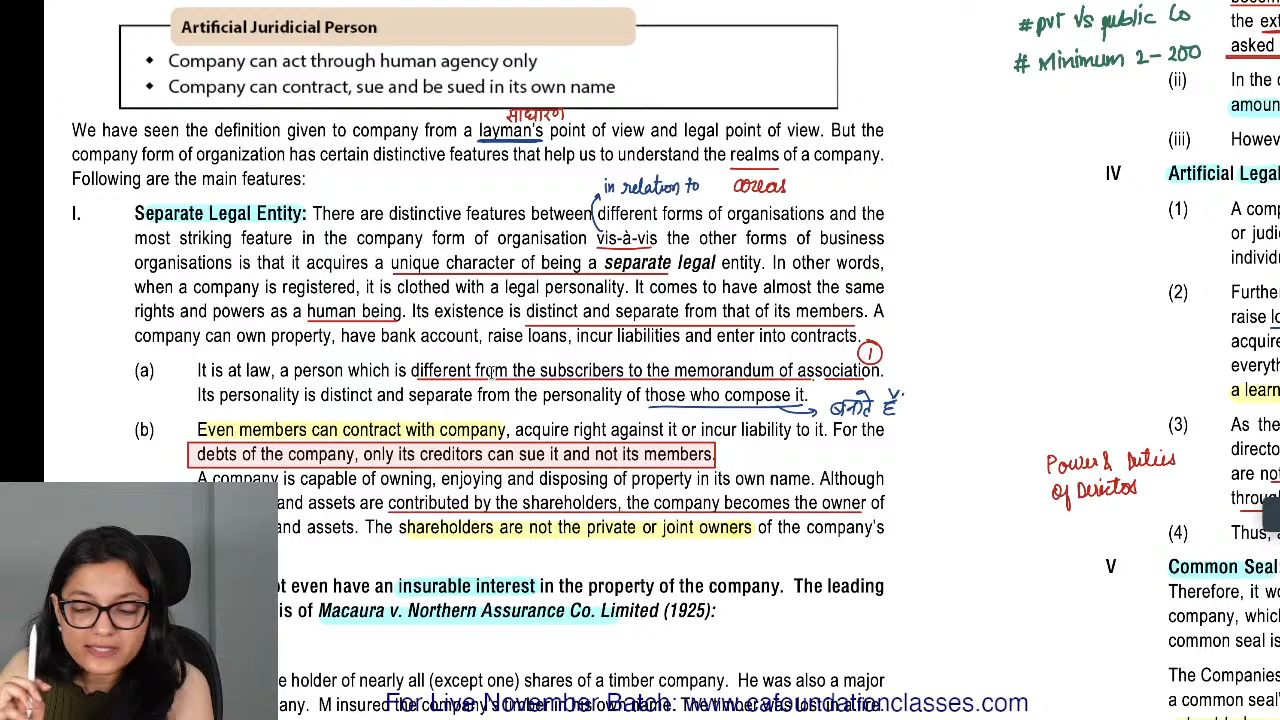 Artificial Juridicial Person
Company can act through human agency only
Company can contract, sue and be sued in its own name
साधारण
We have seen the definition given to company from a layman's point of view and legal point of view. But the
company form of organization has certain distinctive features that help us to understand the realms of a company.
Following are the main features:
in relation to
areas
I. Separate Legal Entity: There are distinctive features between different forms of organisations and the
most striking feature in the company form of organisation vis-à-vis the other forms of business
organisations is that it acquires a unique character of being a separate legal entity. In other words,
when a company is registered, it is clothed with a legal personality. It comes to have almost the same
rights and powers as a human being. Its existence is distinct and separate from that of its members. A
company can own property, have bank account, raise loans, incur liabilities and enter into contracts.
1
(a) It is at law, a person which is different from the subscribers to the memorandum of association.
Its personality is distinct and separate from the personality of those who compose it.
बनाते हैं
(b) Even members can contract with company, acquire right against it or incur liability to it. For the
debts of the company, only its creditors can sue it and not its members.
A company is capable of owning, enjoying and disposing of property in its own name. Although
and assets are contributed by the shareholders, the company becomes the owner of
and assets. The shareholders are not the private or joint owners of the company's
even have an insurable interest in the property of the company. The leading
is of Macaura v. Northern Assurance Co. Limited (1925):
holder of nearly all (except one) shares of a timber company. He was also a major
M insured the company's timber in his own name. The timber was lost in a fire.
For Live November Batch: www.cafoundationclasses.com
# pvt vs public Co
# Minimum 2-200
the
asked
(ii) In the
amoun
(iii) Howev
IV Artificial Legal
(1) A comp
or judic
individu
(2) Further
raise lo
acquire
everyth
a learn
(3) As the
directo
are not
throug
Power & Duties
of Directos
(4) Thus,
V Common Seal:
Therefore, it wo
company, which
common seal is
The Companies
a common seal